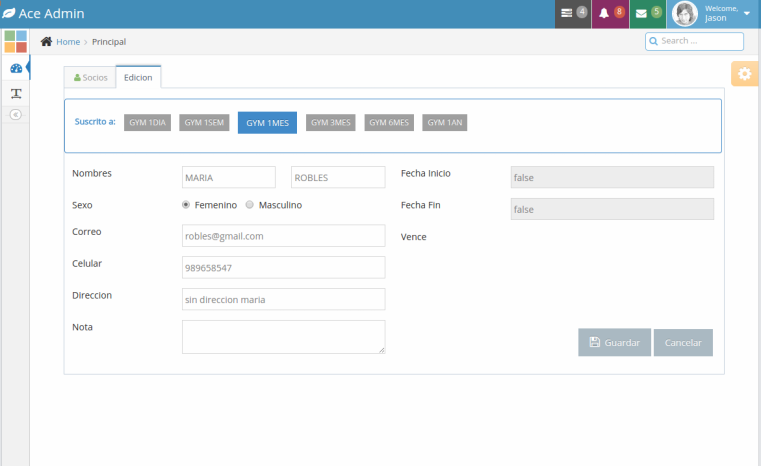 Ace Admin
4
8
5
Welcome,
Jason
Home > Principal
Search ...
Socios
Edicion
Suscrito a: GYM 1DIA GYM 1SEM GYM 1MES GYM 3MES GYM 6MES GYM 1AN
Nombres MARIA ROBLES
Fecha Inicio false
Sexo Femenino Masculino
Fecha Fin false
Correo robles@gmail.com
Vence
Celular 989658547
Direccion sin direccion maria
Nota
Guardar Cancelar